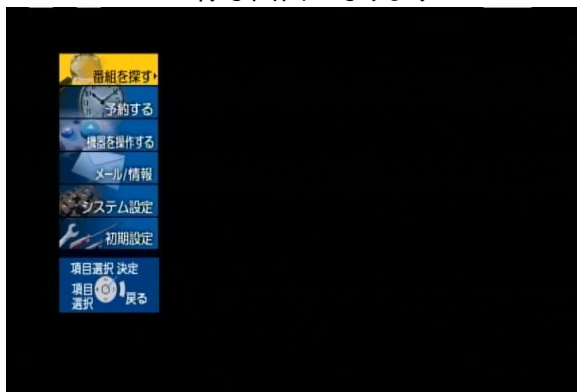 番組を探す
予約する
機器を操作する
メール/情報
システム設定
初期設定
項目選択 決定
項目
選択
戻る